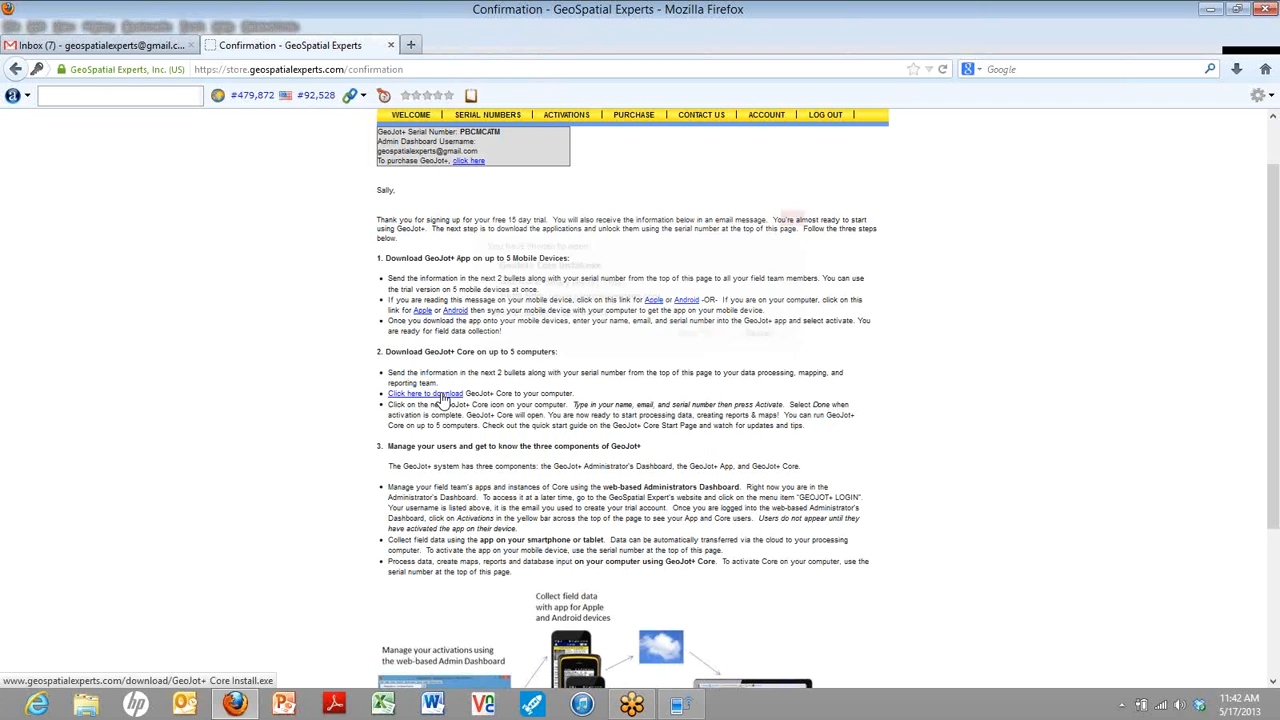 Confirmation - GeoSpatial Experts - Mozilla Firefox
Inbox (7) - geospatialexperts@gmail.c...
Confirmation - GeoSpatial Experts
GeoSpatial Experts, Inc. (US)
https://store.geospatialexperts.com/confirmation
Google
#479,872
#92,528
WELCOME | SERIAL NUMBERS | ACTIVATIONS | PURCHASE | CONTACT US | ACCOUNT | LOG OUT |
GeoJot+ Serial Number: PBCMCATM
Admin Dashboard Username:
geospatialexperts@gmail.com
To purchase GeoJot+, click here
Sally,
Thank you for signing up for your free 15 day trial. You will also receive the information below in an email message. You're almost ready to start
using GeoJot+. The next step is to download the applications and unlock them using the serial number at the top of this page. Follow the three steps
below.
1. Download GeoJot+ App on up to 5 Mobile Devices:
• Send the information in the next 2 bullets along with your serial number from the top of this page to all your field team members. You can use
the trial version on 5 mobile devices at once.
• If you are reading this message on your mobile device, click on this link for Apple or Android -OR- If you are on your computer, click on this
link for Apple or Android then sync your mobile device with your computer to get the app on your mobile device.
• Once you download the app onto your mobile devices, enter your name, email, and serial number into the GeoJot+ app and select activate. You
are ready for field data collection!
2. Download GeoJot+ Core on up to 5 computers:
• Send the information in the next 2 bullets along with your serial number from the top of this page to your data processing, mapping, and
reporting team.
• Click here to download GeoJot+ Core to your computer.
• Click on the GeoJot+ Core icon on your computer. Type in your name, email, and serial number then press Activate. Select Done when
activation is complete. GeoJot+ Core will open. You are now ready to start processing data, creating reports & maps! You can run GeoJot+
Core on up to 5 computers. Check out the quick start guide on the GeoJot+ Core Start Page and watch for updates and tips.
3. Manage your users and get to know the three components of GeoJot+
The GeoJot+ system has three components: the GeoJot+ Administrator's Dashboard, the GeoJot+ App, and GeoJot+ Core.
• Manage your field team's apps and instances of Core using the web-based Administrators Dashboard. Right now you are in the
Administrator's Dashboard. To access it at a later time, go to the GeoSpatial Expert's website and click on the menu item "GEOJOT+ LOGIN".
Your username is listed above, it is the email you used to create your trial account. Once you are logged into the web-based Administrator's
Dashboard, click on Activations in the yellow bar across the top of the page to see your App and Core users. Users do not appear until they
have activated the app on their device.
• Collect field data using the app on your smartphone or tablet. Data can be automatically transferred via the cloud to your processing
computer. To activate the app on your mobile device, use the serial number at the top of this page.
• Process data, create maps, reports and database input on your computer using GeoJot+ Core. To activate Core on your computer, use the
serial number at the top of this page.
Collect field data
with app for Apple
and Android devices
Manage your activations using
the web-based Admin Dashboard
www.geospatialexperts.com/download/GeoJot+ Core Install.exe
11:42 AM
5/17/2013